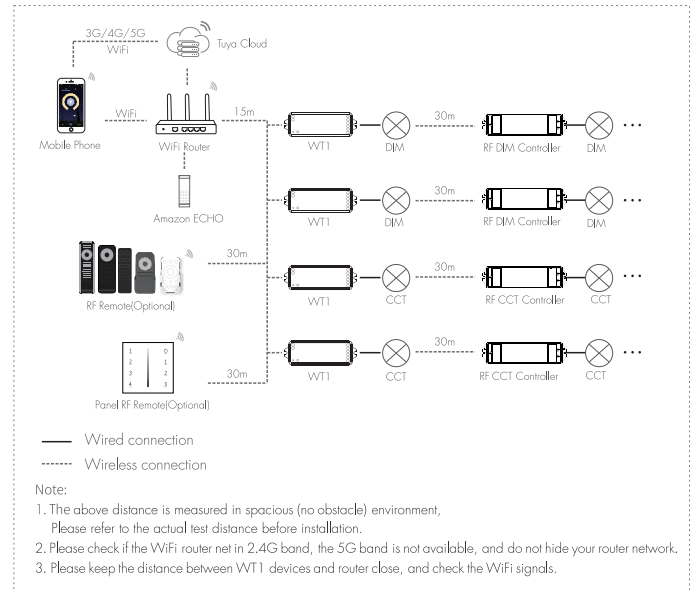 3G/4G/5G
WiFi
Tuya Cloud
WiFi
15m
Mobile Phone
WiFi Router
Amazon ECHO
30m
RF Remote(Optional)
30m
1
2
3
4
1
2
3
Panel RF Remote(Optional)
WT1
DIM
30m
RF DIM Controller
DIM
WT1
DIM
30m
RF DIM Controller
DIM
WT1
CCT
30m
RF CCT Controller
CCT
WT1
CCT
30m
RF CCT Controller
CCT
Wired connection
Wireless connection
Note:
1. The above distance is measured in spacious (no obstacle) environment,
Please refer to the actual test distance before installation.
2. Please check if the WiFi router net in 2.4G band, the 5G band is not available, and do not hide your router network.
3. Please keep the distance between WT1 devices and router close, and check the WiFi signals.